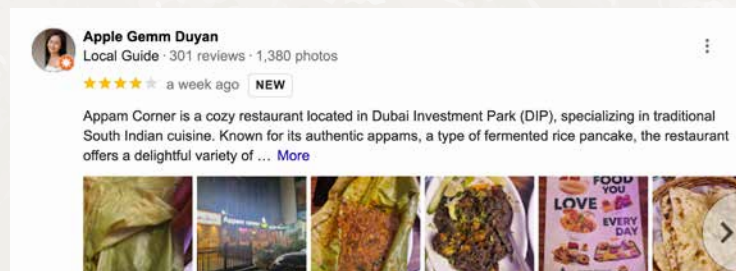 Apple Gemm Duyan
Local Guide · 301 reviews · 1,380 photos
a week ago NEW
Appam Corner is a cozy restaurant located in Dubai Investment Park (DIP), specializing in traditional
South Indian cuisine. Known for its authentic appams, a type of fermented rice pancake, the restaurant
offers a delightful variety of ... More
Appam corner
FOOD
YOU
LOVE
EVERY
DAY